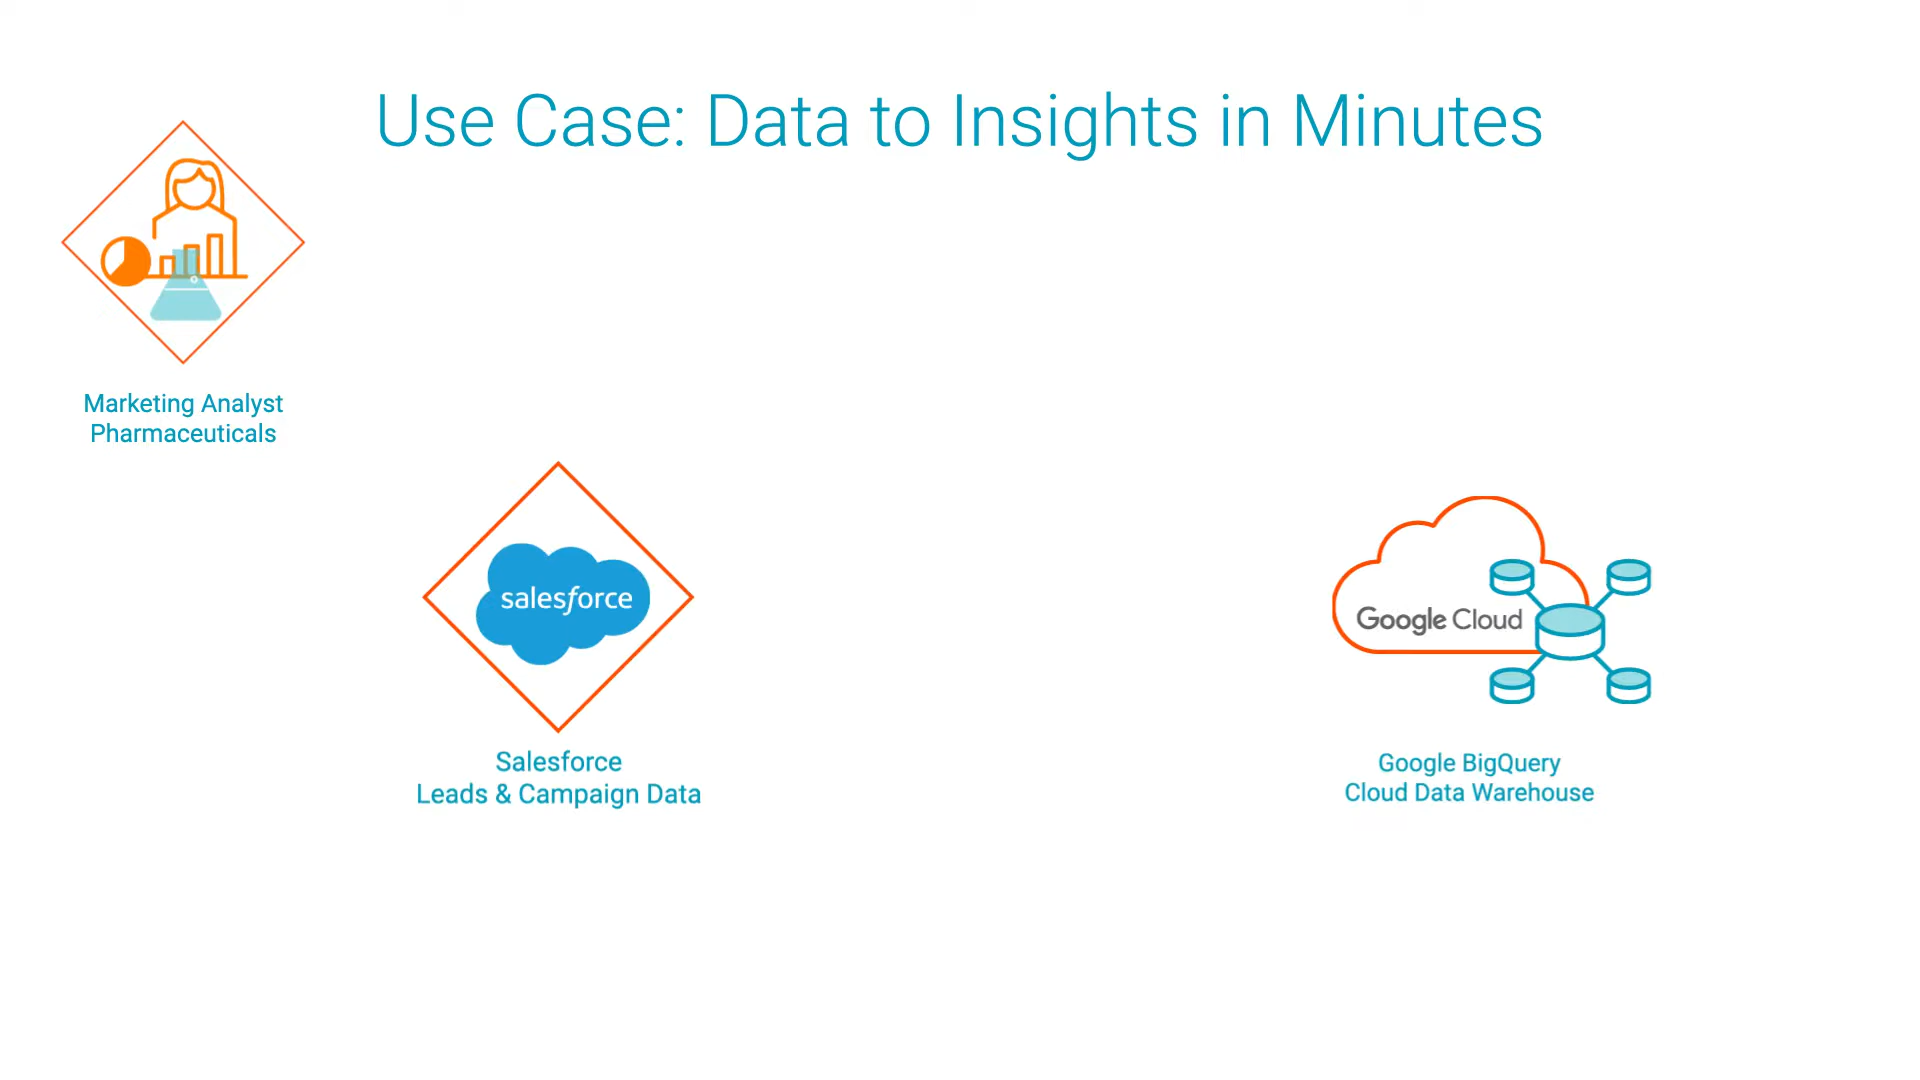 Use Case: Data to Insights in Minutes
Marketing Analyst
Pharmaceuticals
salesforce
Salesforce
Leads & Campaign Data
Google Cloud
Google BigQuery
Cloud Data Warehouse